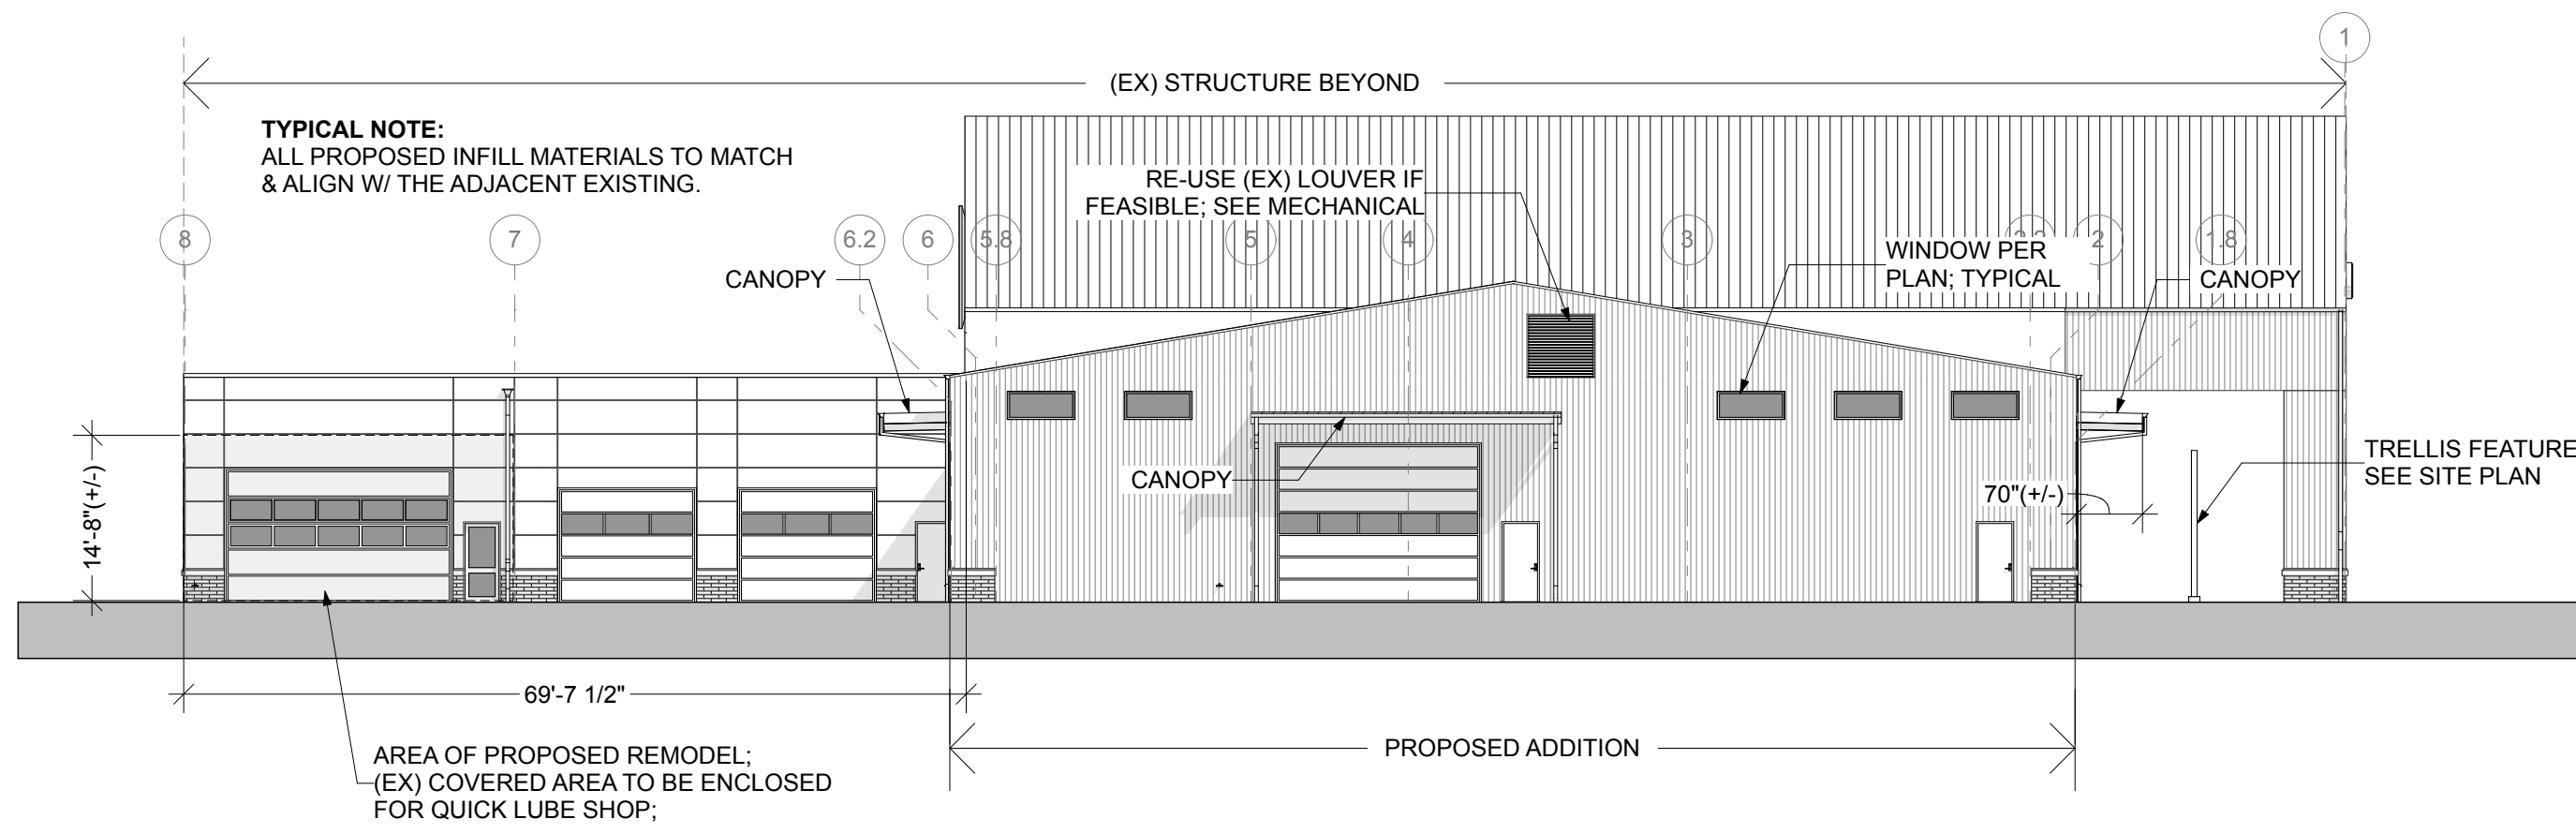 1
(EX) STRUCTURE BEYOND
TYPICAL NOTE:
ALL PROPOSED INFILL MATERIALS TO MATCH
& ALIGN W/ THE ADJACENT EXISTING.
RE-USE (EX) LOUVER IF
FEASIBLE; SEE MECHANICAL
8
7
6.2
6
5.8
5
4
3
2
1.8
WINDOW PER
PLAN; TYPICAL
CANOPY
CANOPY
CANOPY
TRELLIS FEATURE
SEE SITE PLAN
70"(+/-)
14'-8"(+/-)
69'-7 1/2"
PROPOSED ADDITION
AREA OF PROPOSED REMODEL;
(EX) COVERED AREA TO BE ENCLOSED
FOR QUICK LUBE SHOP;